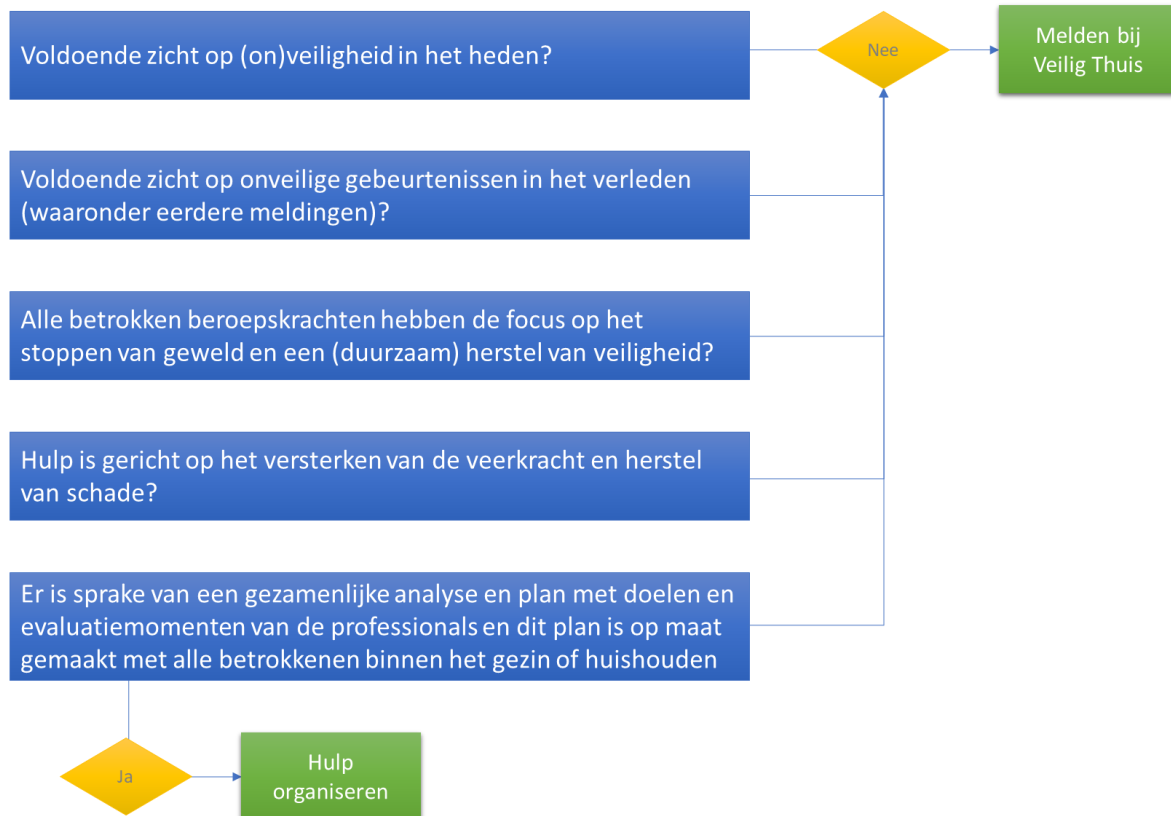 Voldoende zicht op (on)veiligheid in het heden?
Nee
Melden bij
Veilig Thuis
Voldoende zicht op onveilige gebeurtenissen in het verleden
(waaronder eerdere meldingen)?
Alle betrokken beroepskrachten hebben de focus op het
stoppen van geweld en een (duurzaam) herstel van veiligheid?
Hulp is gericht op het versterken van de veerkracht en herstel
van schade?
Er is sprake van een gezamenlijke analyse en plan met doelen en
evaluatiemomenten van de professionals en dit plan is op maat
gemaakt met alle betrokkenen binnen het gezin of huishouden
Ja
Hulp
organiseren